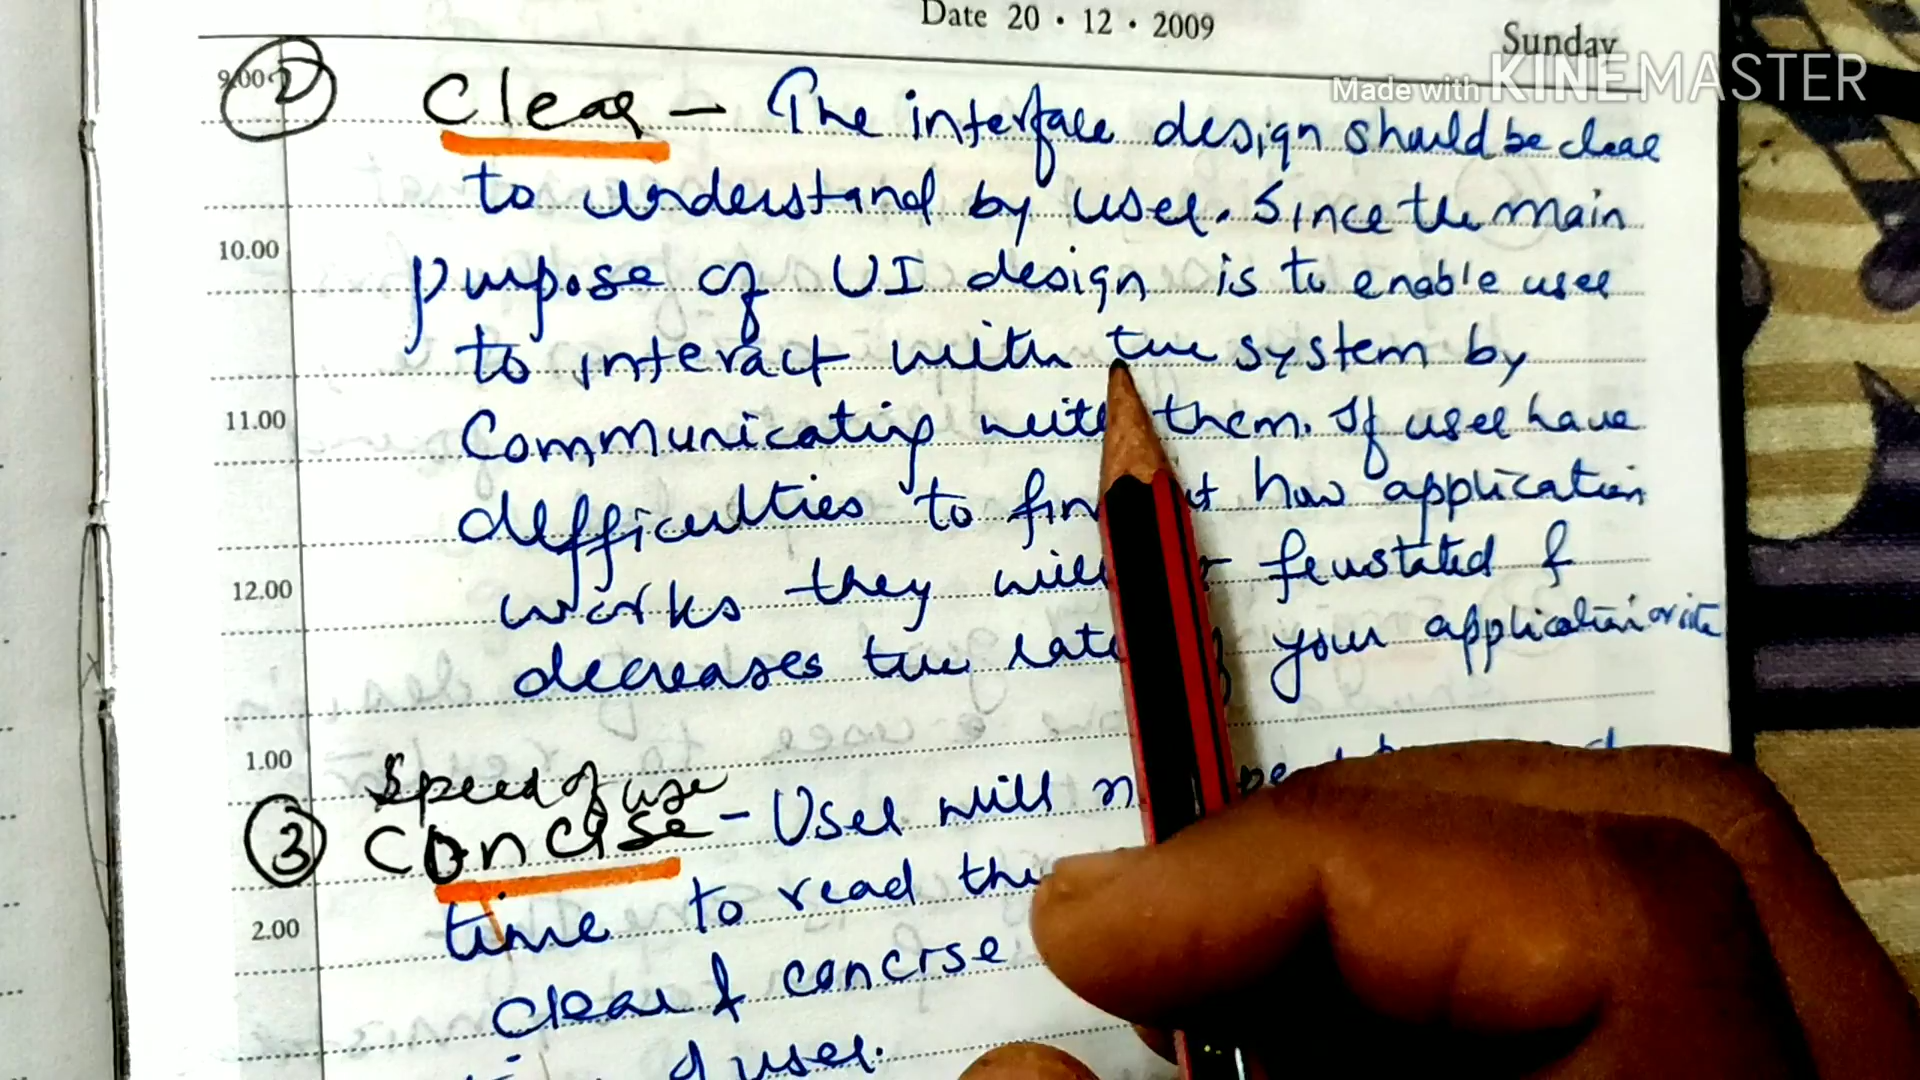 Date 20 • 12 • 2009
Sunday
Made with KINEMASTER
9.00
② Clear – The interface design should be clear
to understand by user. Since the main
10.00
purpose of UI design is to enable user
to interact with the system by
11.00
Communicating with them. If user have
difficulties to how application
12.00
works they will frustated &
decreases the rate your application or site
1.00
Speed of use
③ Concise – User will
2.00
time to read
clear & concise
user.